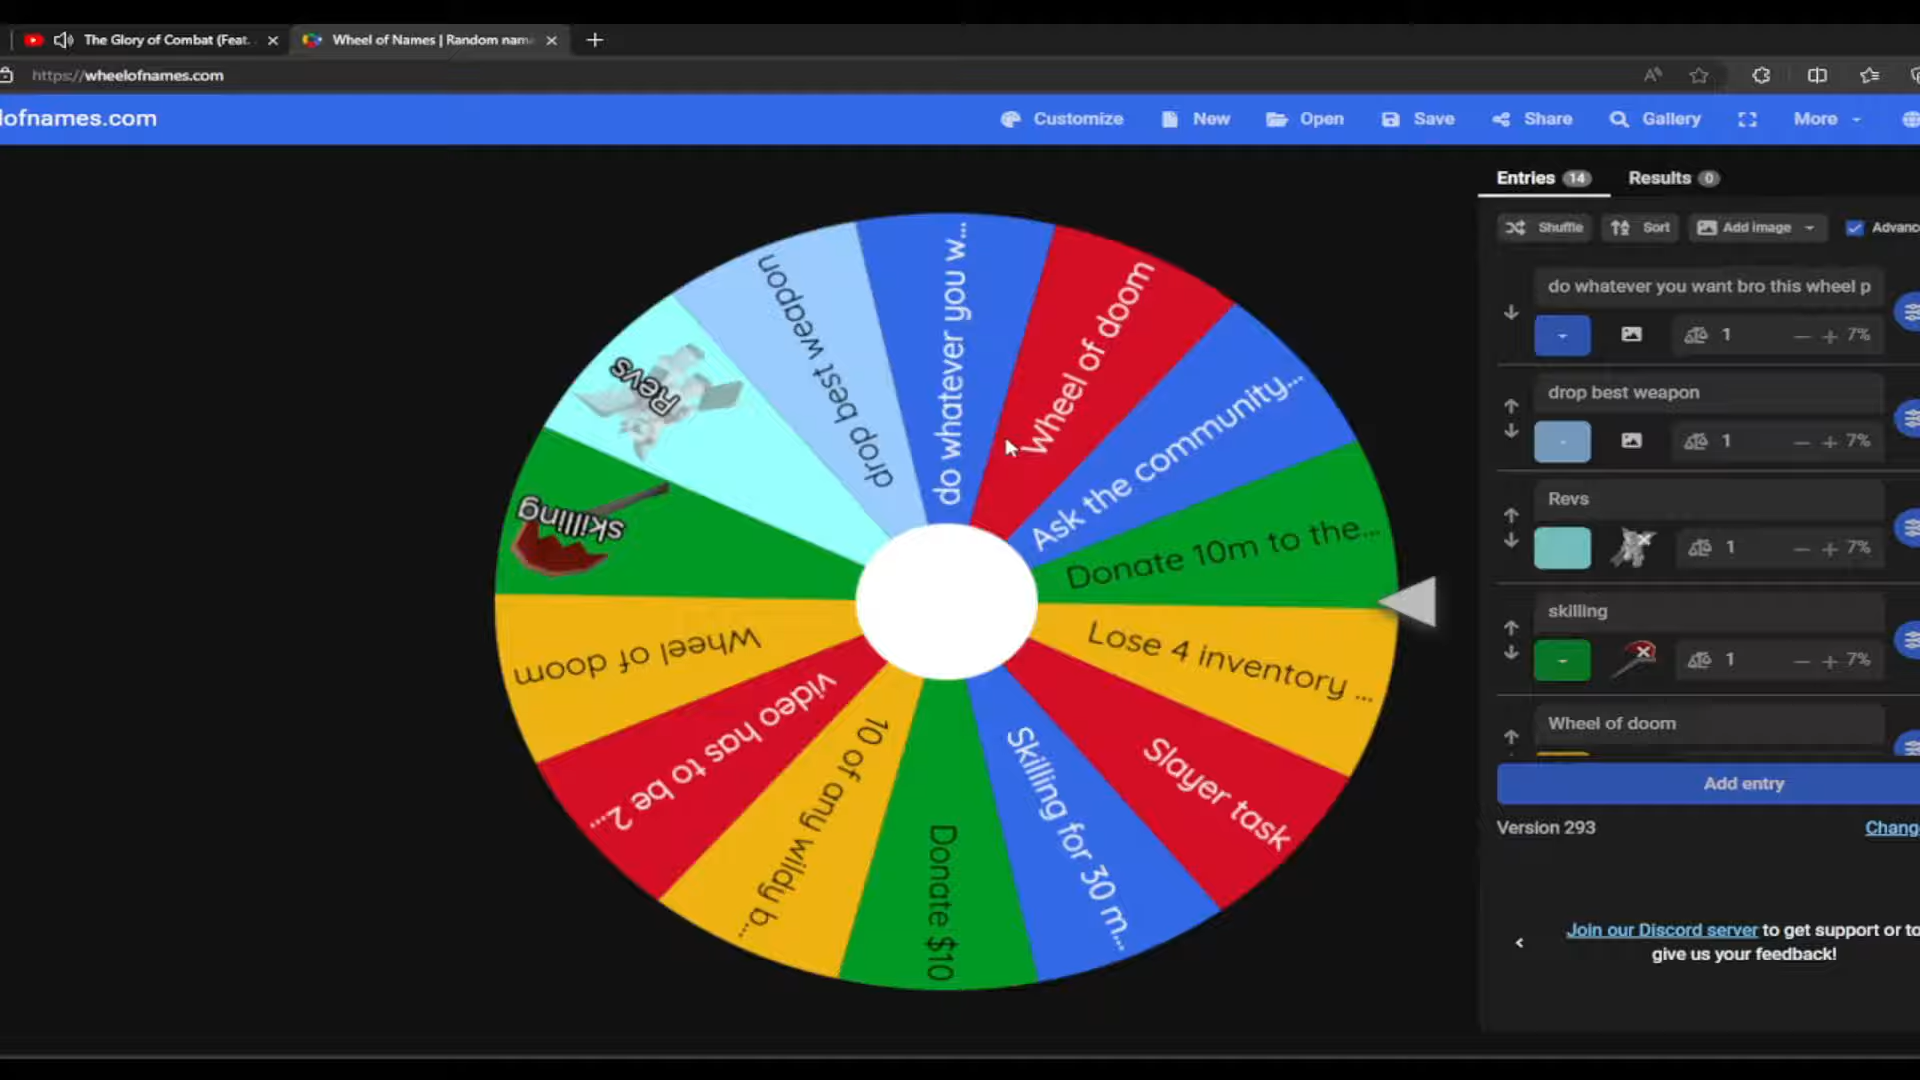 The Glory of Combat (Feat.
Wheel of Names | Random nam
https://wheelofnames.com
lofnames.com
Customize
New
Open
Save
Share
Gallery
More
Entries 14
Results 0
Shuffle
Sort
Add image
Advanc
do whatever you want bro this wheel p
1
7%
drop best weapon
1
7%
Revs
1
7%
skilling
1
7%
Wheel of doom
Add entry
Version 293
Chang
Join our Discord server to get support or to
give us your feedback!
do whatever you w...
Wheel of doom
Ask the community...
Donate 10m to the...
Lose 4 inventory ...
Slayer task
Skilling for 30 m...
Donate $10
10 of any wildy b...
video has to be 2...
Wheel of doom
skilling
Revs
drop best weapon